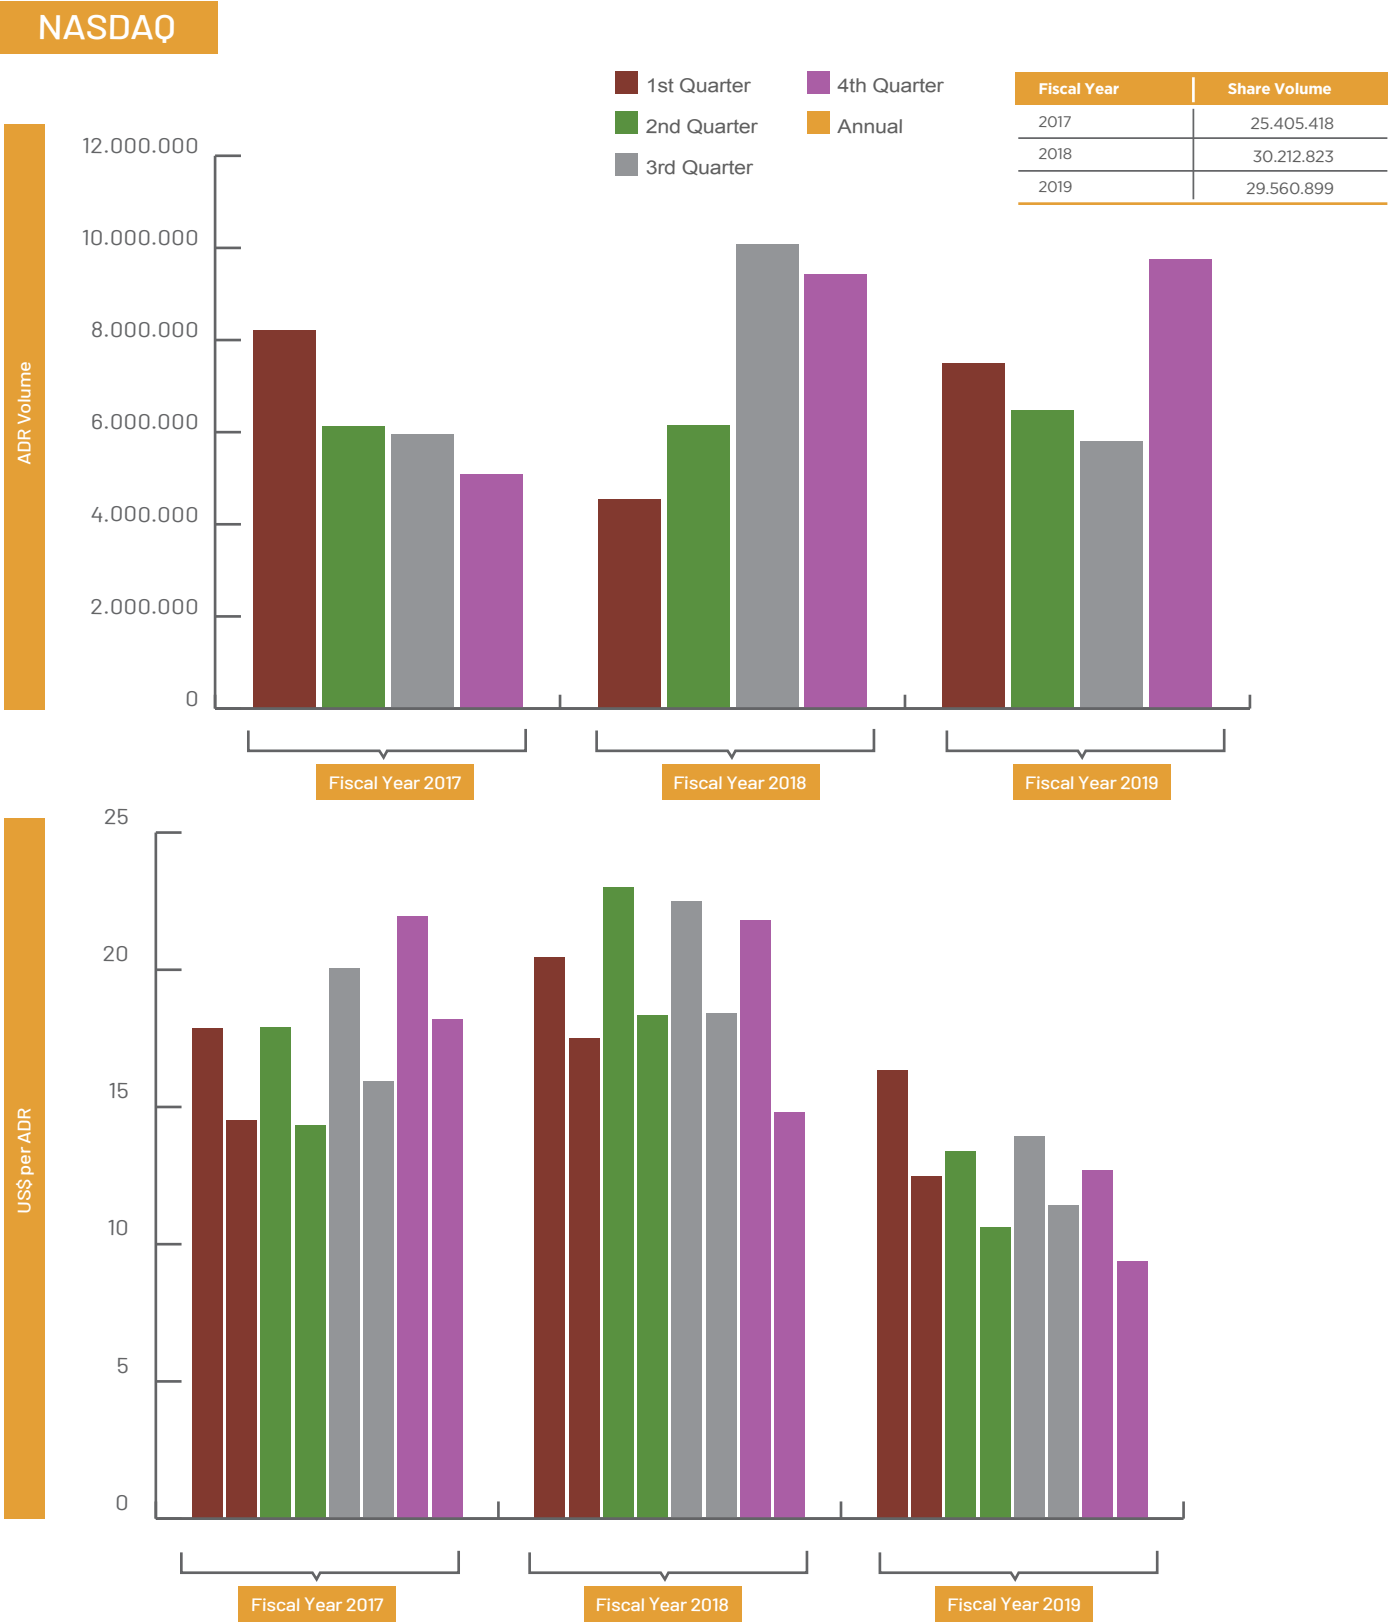 NASDAQ
1st Quarter
2nd Quarter
3rd Quarter
4th Quarter
Annual
Fiscal Year Share Volume
2017 25.405.418
2018 30.212.823
2019 29.560.899
ADR Volume
12.000.000
10.000.000
8.000.000
6.000.000
4.000.000
2.000.000
0
Fiscal Year 2017
Fiscal Year 2018
Fiscal Year 2019
US$ per ADR
25
20
15
10
5
0
Fiscal Year 2017
Fiscal Year 2018
Fiscal Year 2019